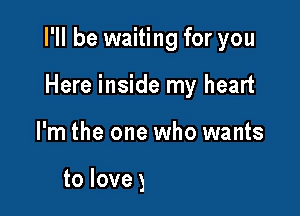 I'll be waiting for you
Here inside my heart
I'm the one who wants
to love